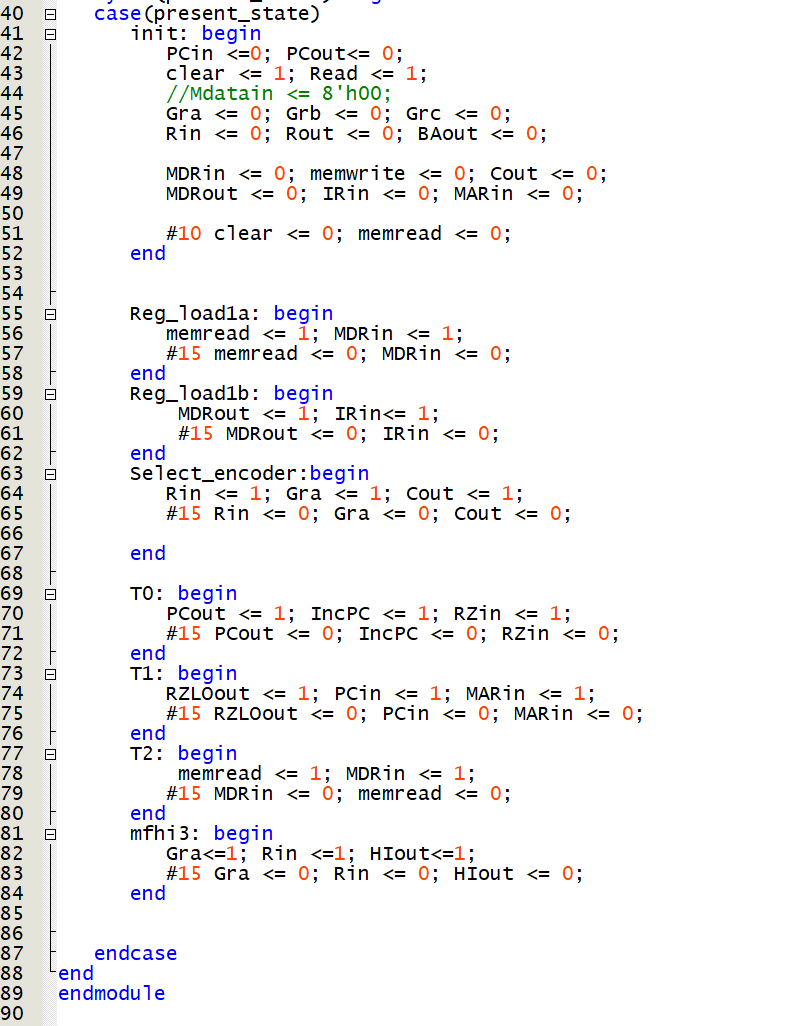 40 case(present_state)
41 init: begin
42 PCin <=0; PCout<= 0;
43 clear <= 1; Read <= 1;
44 //Mdatain <= 8'h00;
45 Gra <= 0; Grb <= 0; Grc <= 0;
46 Rin <= 0; Rout <= 0; BAout <= 0;
47
48 MDRin <= 0; memwrite <= 0; Cout <= 0;
49 MDRout <= 0; IRin <= 0; MARin <= 0;
50
51 #10 clear <= 0; memread <= 0;
52 end
53
54
55 Reg_load1a: begin
56 memread <= 1; MDRin <= 1;
57 #15 memread <= 0; MDRin <= 0;
58 end
59 Reg_load1b: begin
60 MDRout <= 1; IRin<= 1;
61 #15 MDRout <= 0; IRin <= 0;
62 end
63 Select_encoder:begin
64 Rin <= 1; Gra <= 1; Cout <= 1;
65 #15 Rin <= 0; Gra <= 0; Cout <= 0;
66
67 end
68
69 T0: begin
70 PCout <= 1; IncPC <= 1; RZin <= 1;
71 #15 PCout <= 0; IncPC <= 0; RZin <= 0;
72 end
73 T1: begin
74 RZLOout <= 1; PCin <= 1; MARin <= 1;
75 #15 RZLOout <= 0; PCin <= 0; MARin <= 0;
76 end
77 T2: begin
78 memread <= 1; MDRin <= 1;
79 #15 MDRin <= 0; memread <= 0;
80 end
81 mfhi3: begin
82 Gra<=1; Rin <=1; HIout<=1;
83 #15 Gra <= 0; Rin <= 0; HIout <= 0;
84 end
85
86
87 endcase
88 end
89 endmodule
90